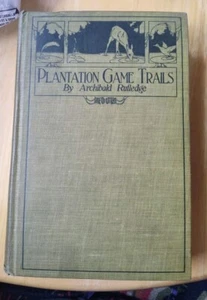 PLANTATION GAME TRAILS
By Archibald Rutledge